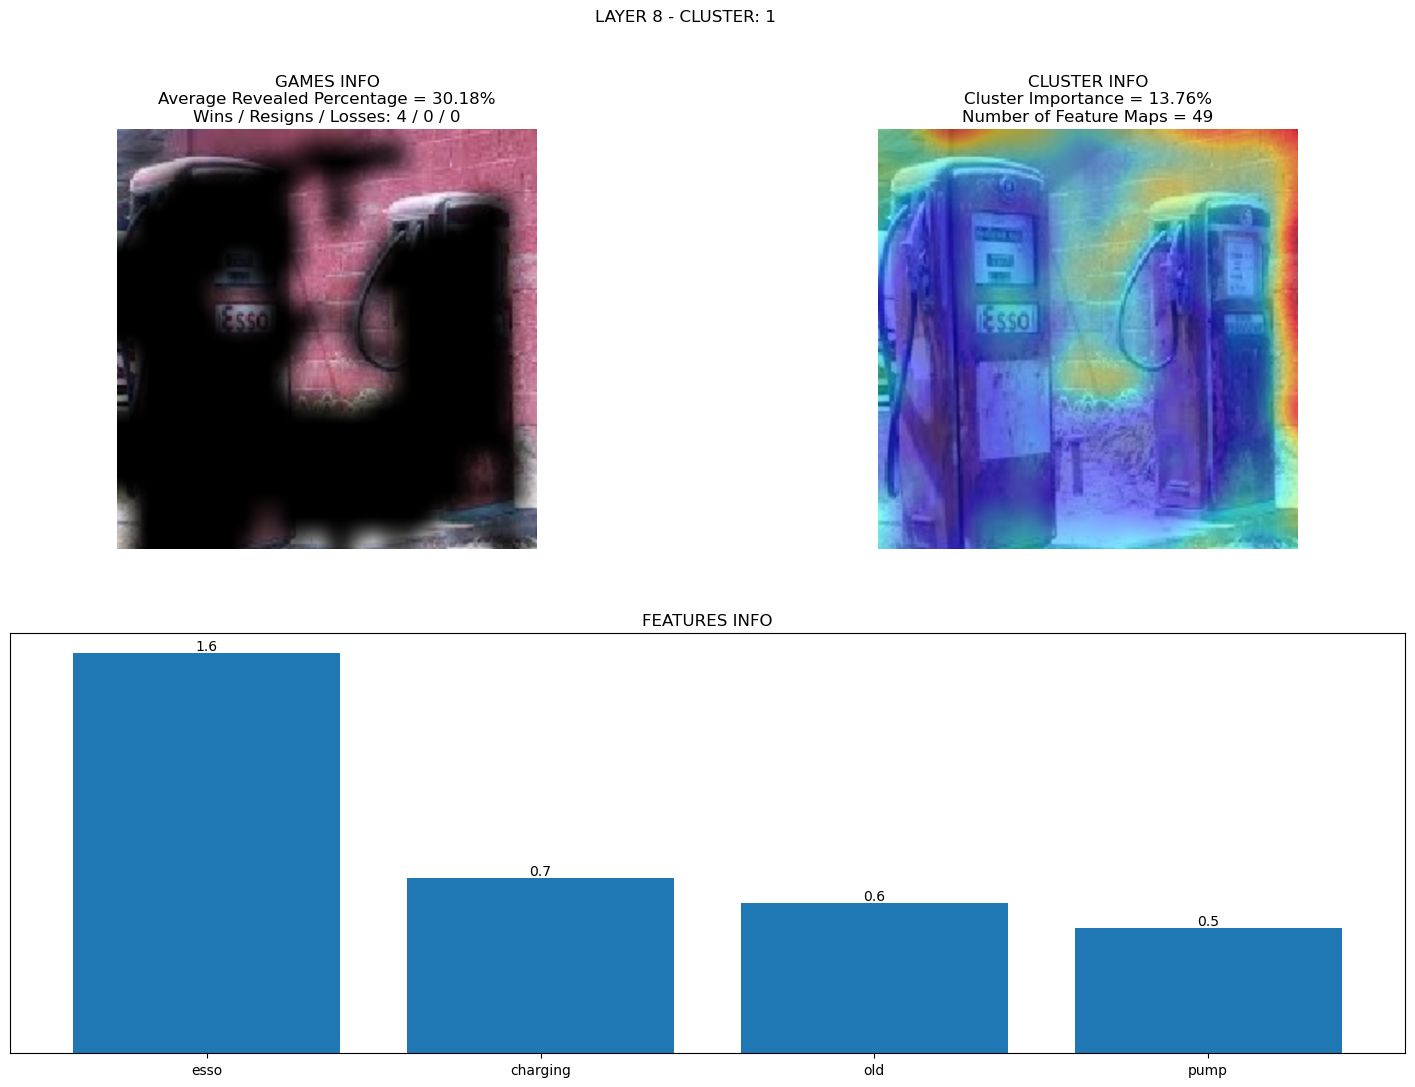 LAYER 8 - CLUSTER: 1
GAMES INFO
Average Revealed Percentage = 30.18%
Wins / Resigns / Losses: 4 / 0 / 0
ESSO
CLUSTER INFO
Cluster Importance = 13.76%
Number of Feature Maps = 49
ESSO
FEATURES INFO
1.6
0.7
0.6
0.5
esso
charging
old
pump